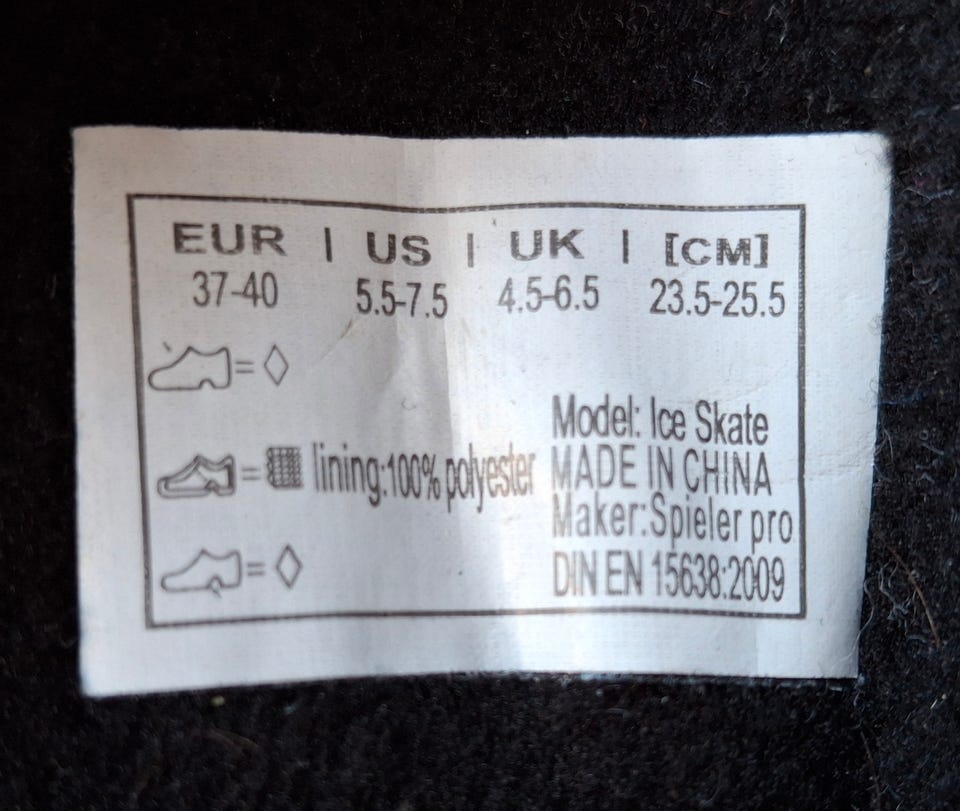 EUR | US | UK | [CM]
37-40 5.5-7.5 4.5-6.5 23.5-25.5
Model: Ice Skate
lining:100% polyester MADE IN CHINA
Maker:Spieler pro
DIN EN 15638:2009